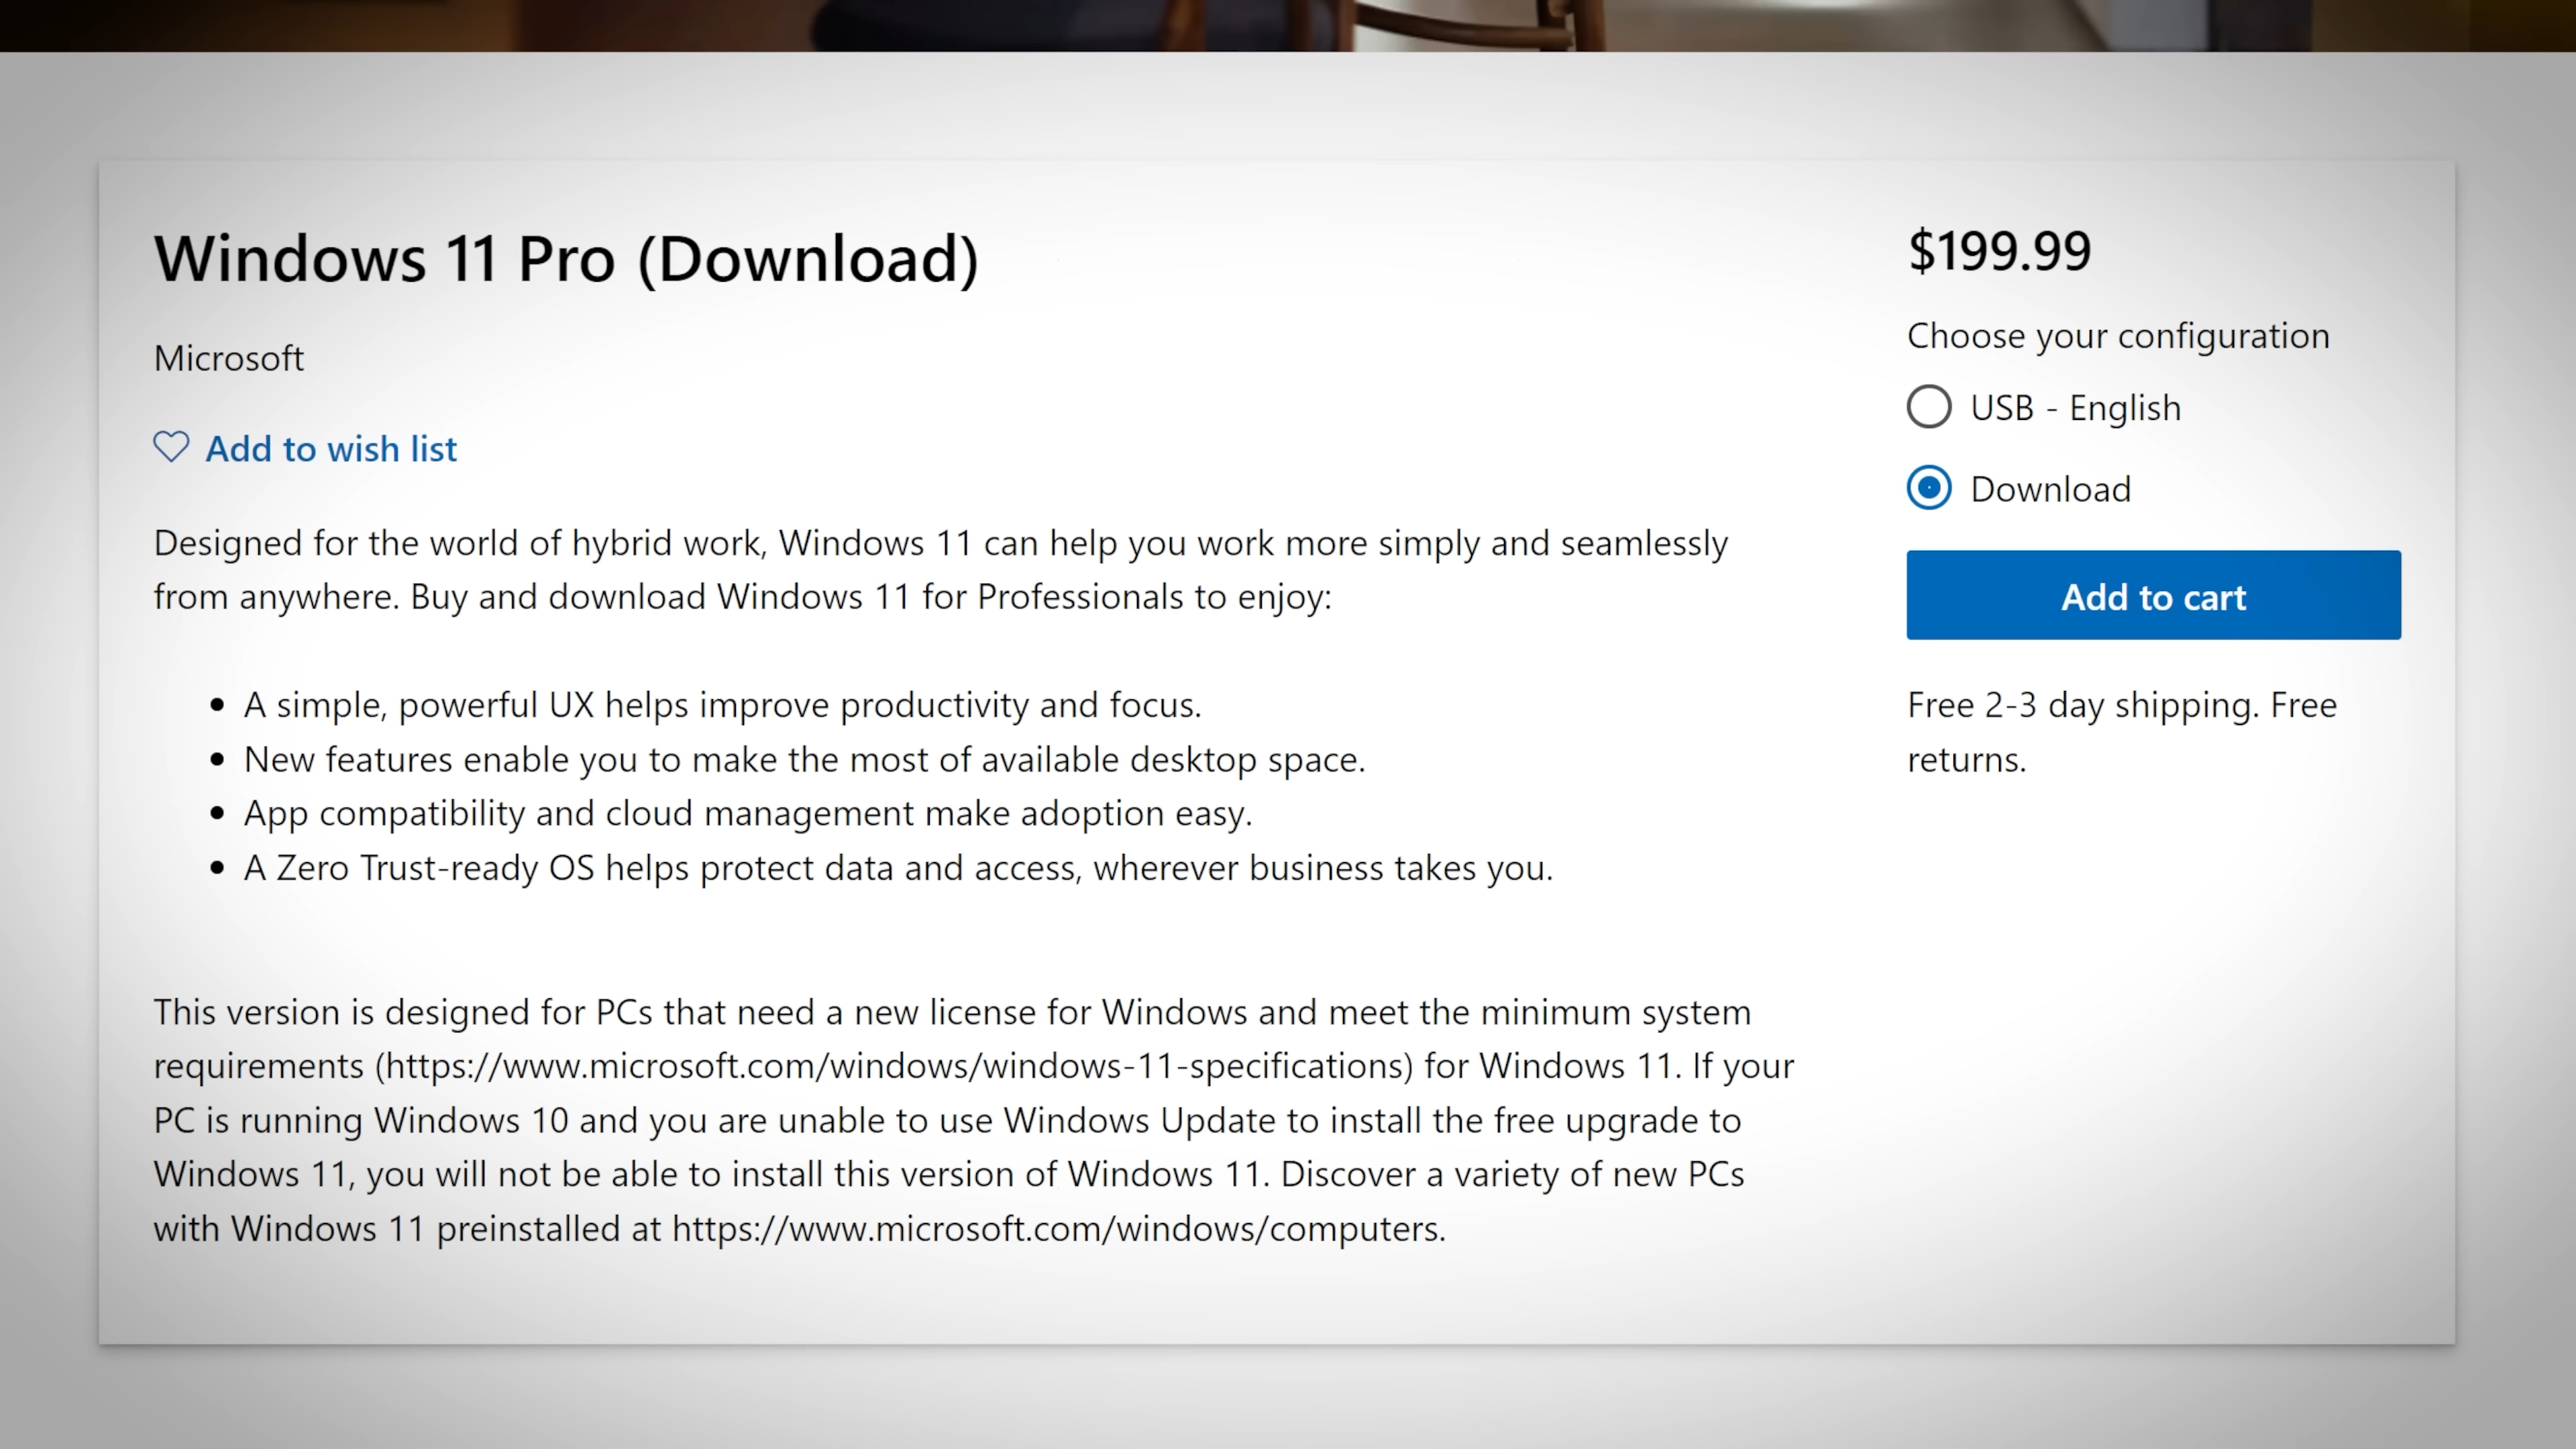 Windows 11 Pro (Download)
Microsoft
Add to wish list
Designed for the world of hybrid work, Windows 11 can help you work more simply and seamlessly
from anywhere. Buy and download Windows 11 for Professionals to enjoy:
• A simple, powerful UX helps improve productivity and focus.
• New features enable you to make the most of available desktop space.
• App compatibility and cloud management make adoption easy.
• A Zero Trust-ready OS helps protect data and access, wherever business takes you.
This version is designed for PCs that need a new license for Windows and meet the minimum system
requirements (https://www.microsoft.com/windows/windows-11-specifications) for Windows 11. If your
PC is running Windows 10 and you are unable to use Windows Update to install the free upgrade to
Windows 11, you will not be able to install this version of Windows 11. Discover a variety of new PCs
with Windows 11 preinstalled at https://www.microsoft.com/windows/computers.
$199.99
Choose your configuration
USB - English
Download
Add to cart
Free 2-3 day shipping. Free
returns.